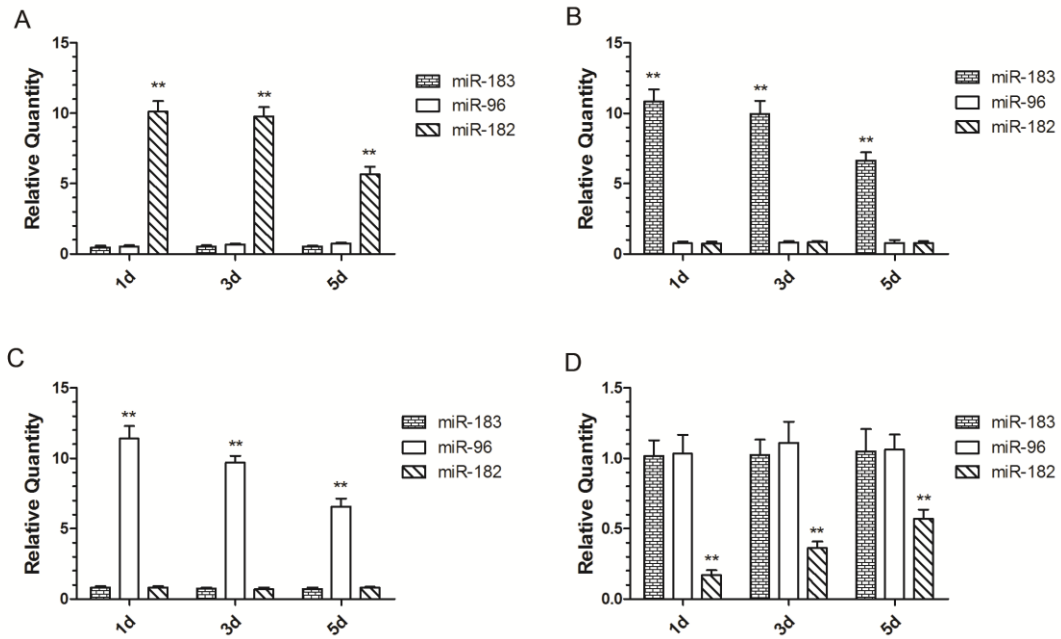 A
Relative Quantity
15
10
5
0
**
**
**
1d
3d
5d
miR-183
miR-96
miR-182
B
Relative Quantity
15
10
5
0
**
**
**
1d
3d
5d
miR-183
miR-96
miR-182
C
Relative Quantity
15
10
5
0
**
**
**
1d
3d
5d
miR-183
miR-96
miR-182
D
Relative Quantity
1.5
1.0
0.5
0.0
**
**
**
1d
3d
5d
miR-183
miR-96
miR-182